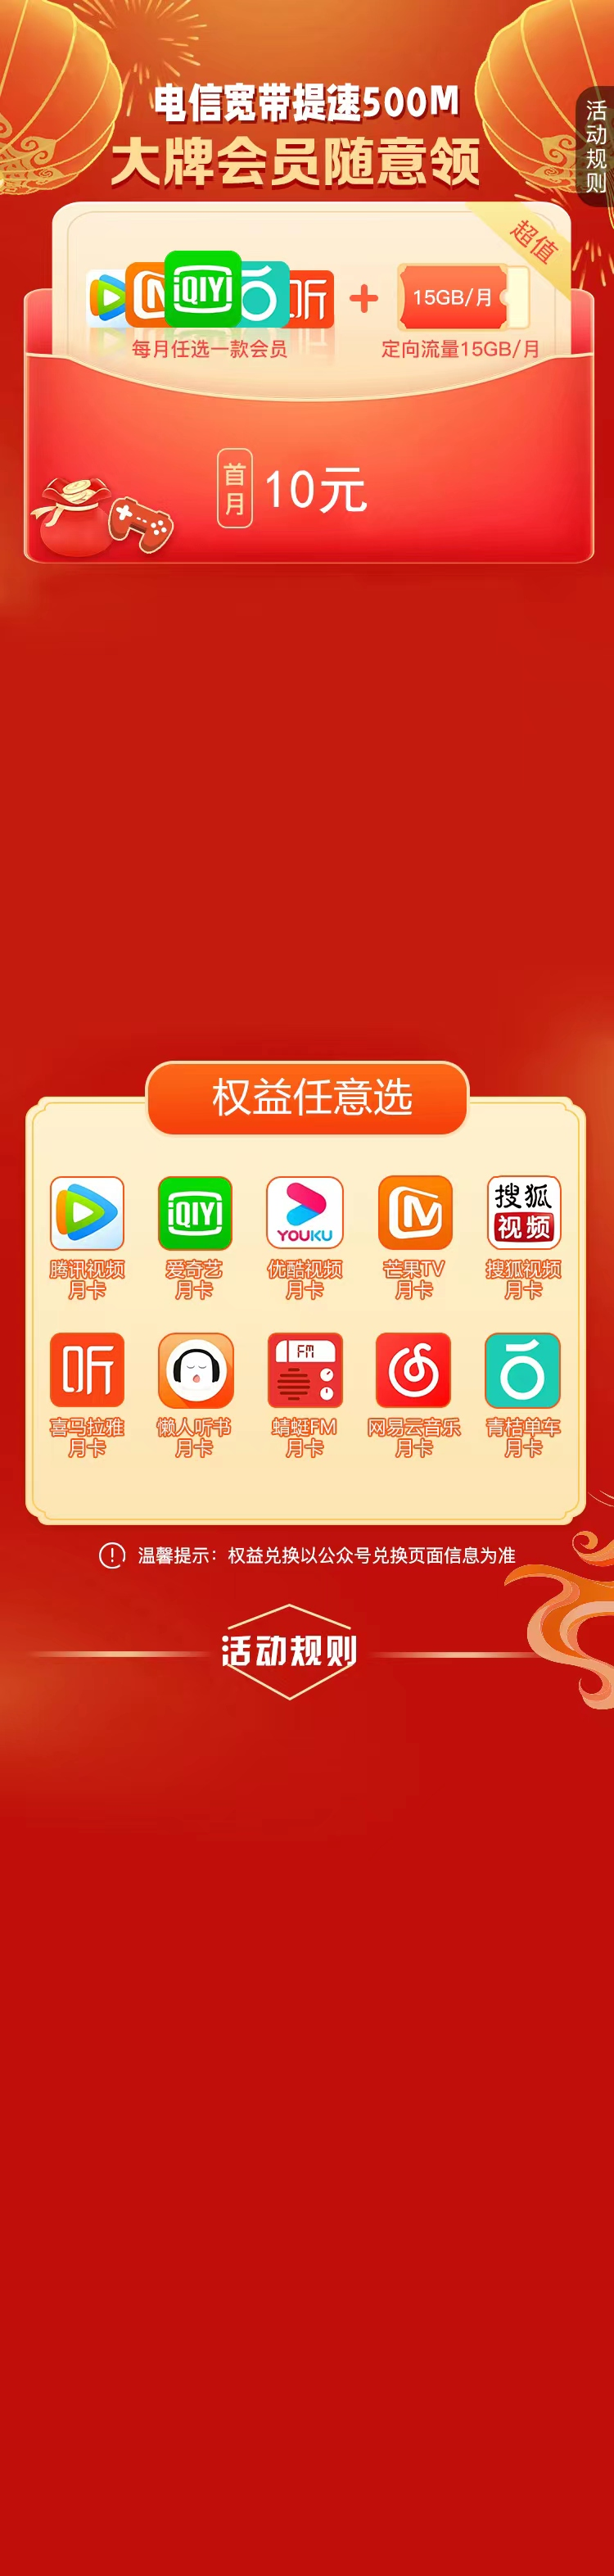 电信宽带提速500M
大牌会员随意领
活动规则
超值
iQIYI
听
15GB/月
每月任选一款会员
定向流量15GB/月
首月
10元
权益任意选
iQIYI
YOUKU
搜狐
视频
腾讯视频
月卡
爱奇艺
月卡
优酷视频
月卡
芒果TV
月卡
搜狐视频
月卡
听
FM
喜马拉雅
月卡
懒人听书
月卡
蜻蜓FM
月卡
网易云音乐
月卡
青桔单车
月卡
温馨提示：权益兑换以公众号兑换页面信息为准
活动规则